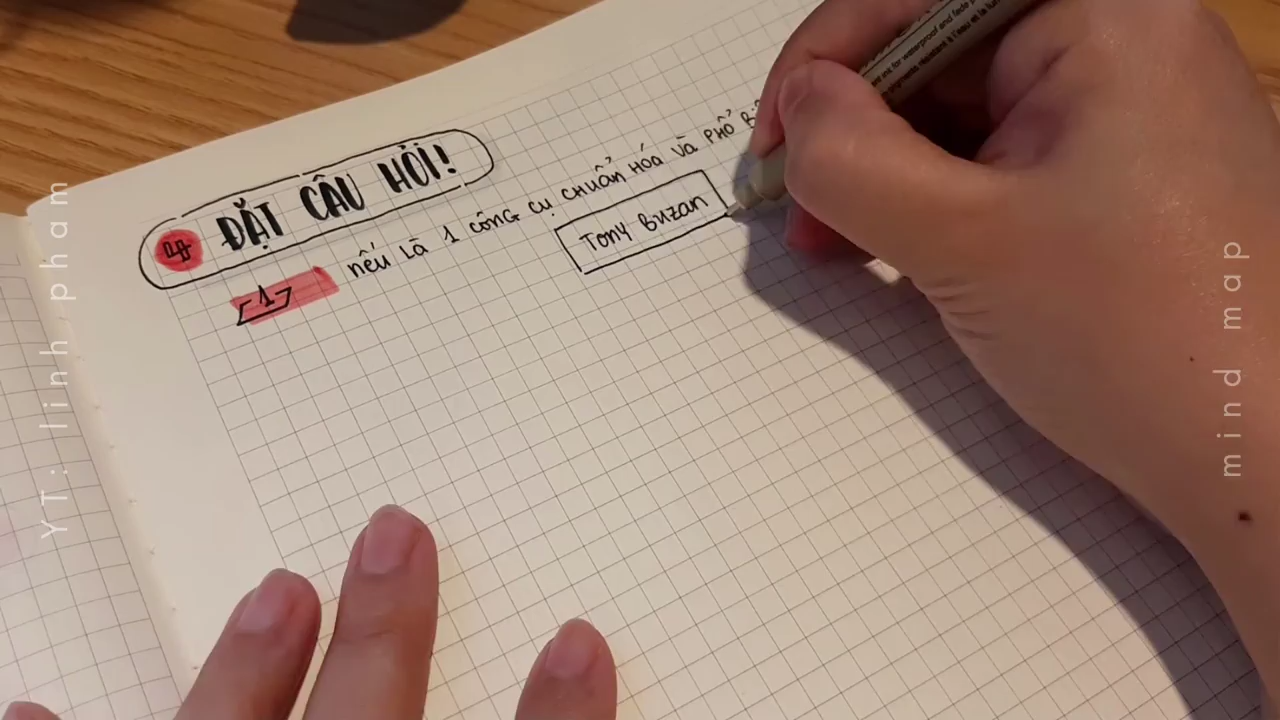 4 ĐẶT CÂU HỎI!
1 nếu là 1 công cụ chuẩn hóa và phổ
Tony Buzan
YT: linh pham
mind map